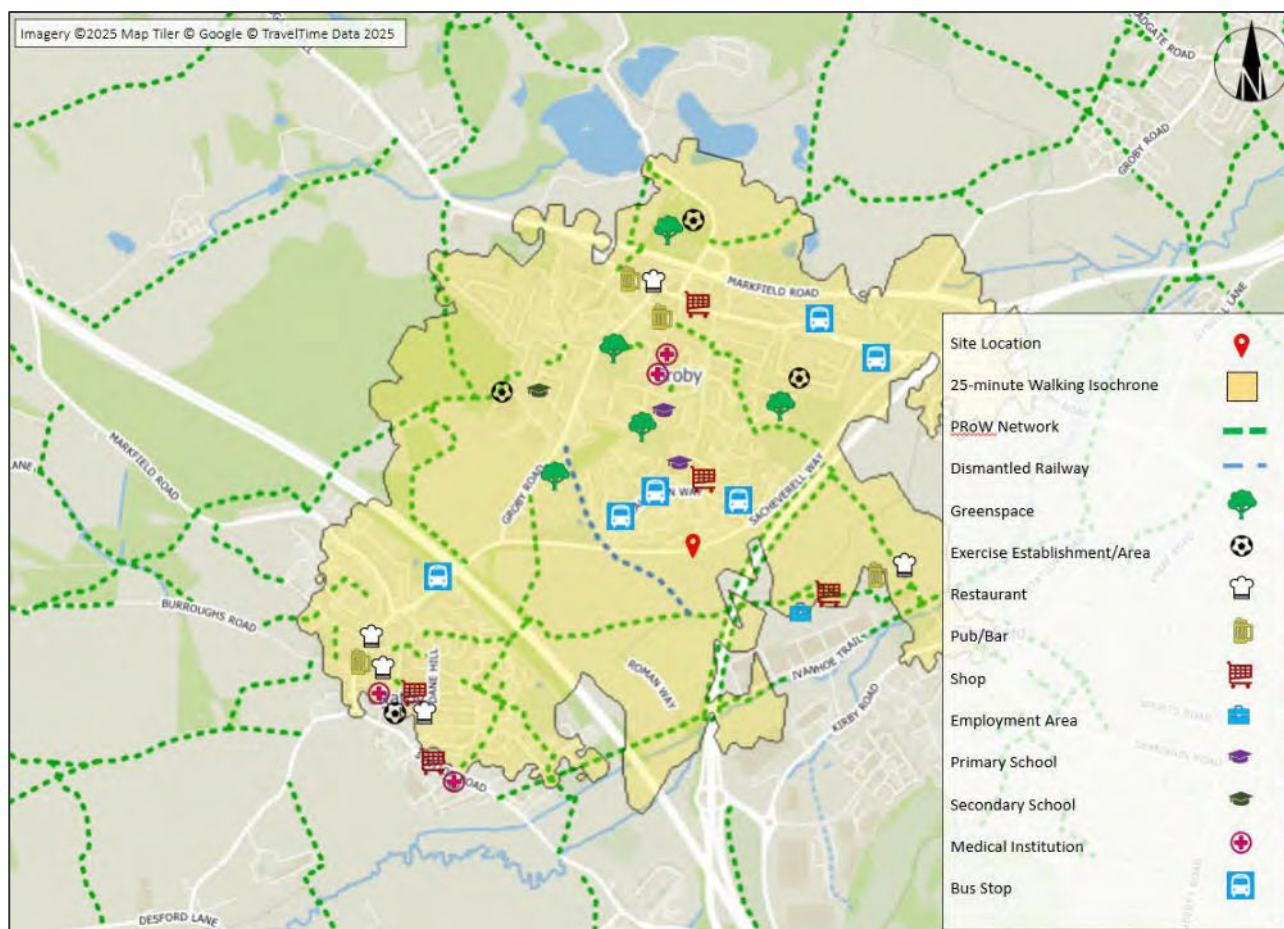 Imagery ©2025 Map Tiler © Google © TravelTime Data 2025
GROBY ROAD
MARKFIELD ROAD
Groby
GROBY ROAD
SACHEVERELL WAY
MARKFIELD ROAD
BURROUGHS ROAD
DANE HILL
ROMAN WAY
IVANHOE TRAIL
KIRBY ROAD
DESFORD LANE
N
Site Location
25-minute Walking Isochrone
PRoW Network
Dismantled Railway
Greenspace
Exercise Establishment/Area
Restaurant
Pub/Bar
Shop
Employment Area
Primary School
Secondary School
Medical Institution
Bus Stop